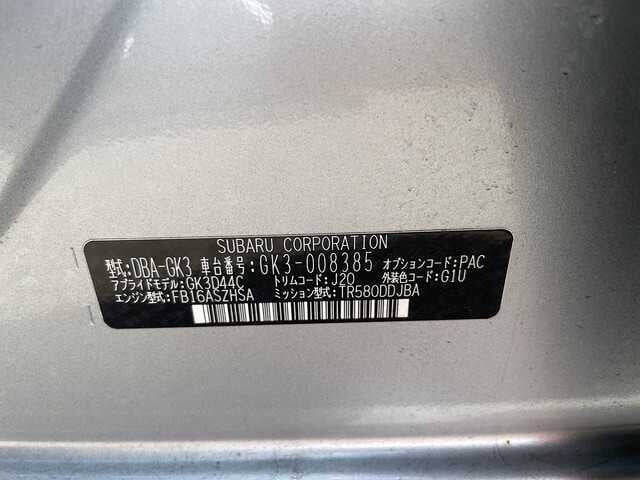 SUBARU CORPORATION
型式:DBA-GK3 車台番号:GK3-008385 オプションコード:PAC
アプライドモデル:GK3D44C トリムコード:J20 外装色コード:G1U
エンジン型式:FB16ASZHSA ミッション型式:TR580DDJBA